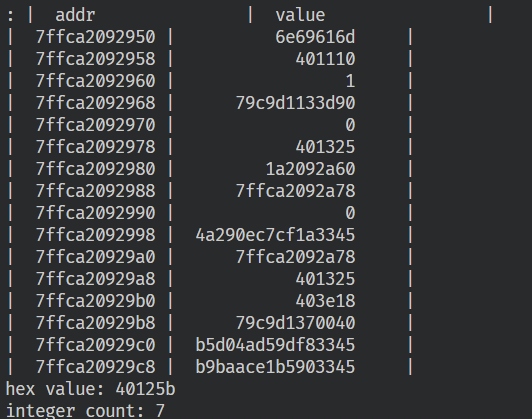 : | addr | value |
| 7ffca2092950 | 6e69616d |
| 7ffca2092958 | 401110 |
| 7ffca2092960 | 1 |
| 7ffca2092968 | 79c9d1133d90 |
| 7ffca2092970 | 0 |
| 7ffca2092978 | 401325 |
| 7ffca2092980 | 1a2092a60 |
| 7ffca2092988 | 7ffca2092a78 |
| 7ffca2092990 | 0 |
| 7ffca2092998 | 4a290ec7cf1a3345 |
| 7ffca20929a0 | 7ffca2092a78 |
| 7ffca20929a8 | 401325 |
| 7ffca20929b0 | 403e18 |
| 7ffca20929b8 | 79c9d1370040 |
| 7ffca20929c0 | b5d04ad59df83345 |
| 7ffca20929c8 | b9baace1b5903345 |
hex value: 40125b
integer count: 7